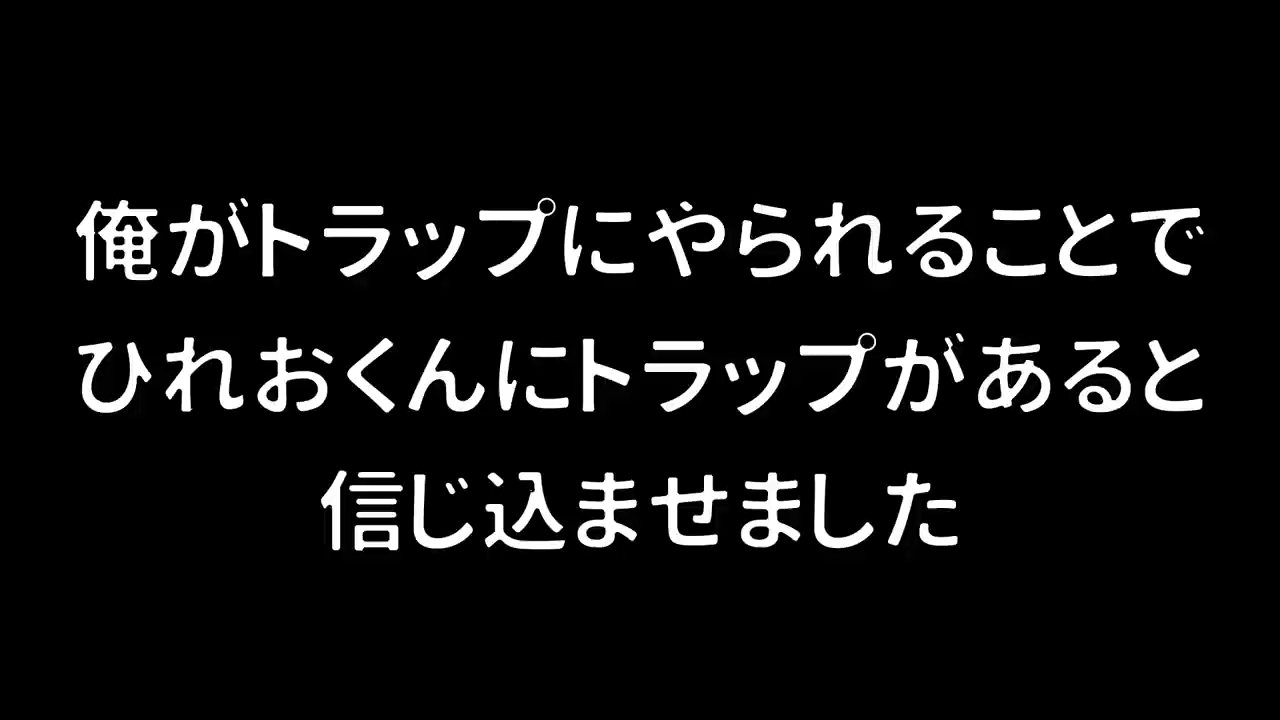 俺がトラップにやられることで
ひれおくんにトラップがあると
信じ込ませました